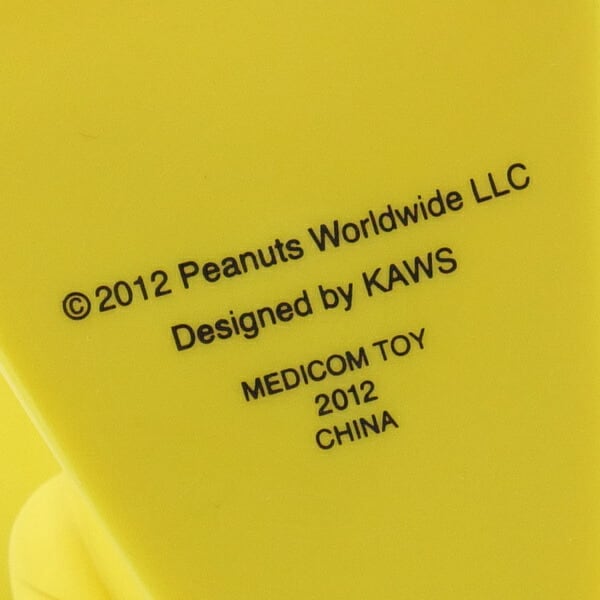 ©2012 Peanuts Worldwide LLC
Designed by KAWS
MEDICOM TOY
2012
CHINA